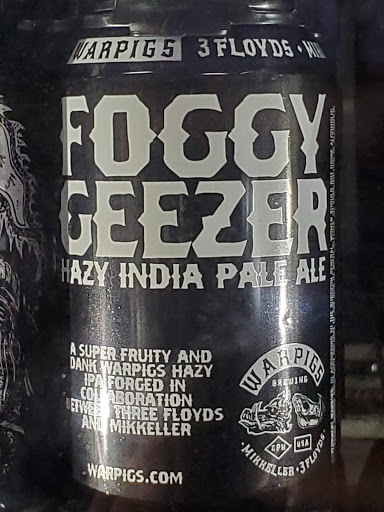 WARPIGS 3 FLOYDS •
FOGGY
GEEZER
HAZY INDIA PALE ALE
A SUPER FRUITY AND
DANK WARPIGS HAZY
IPA FORGED IN
COLLABORATION
BETWEEN THREE FLOYDS
AND MIKKELLER
WARPIGS.COM
WARPIGS
BREWING
CPH USA
• MIKKELLER • 3 FLOYDS •